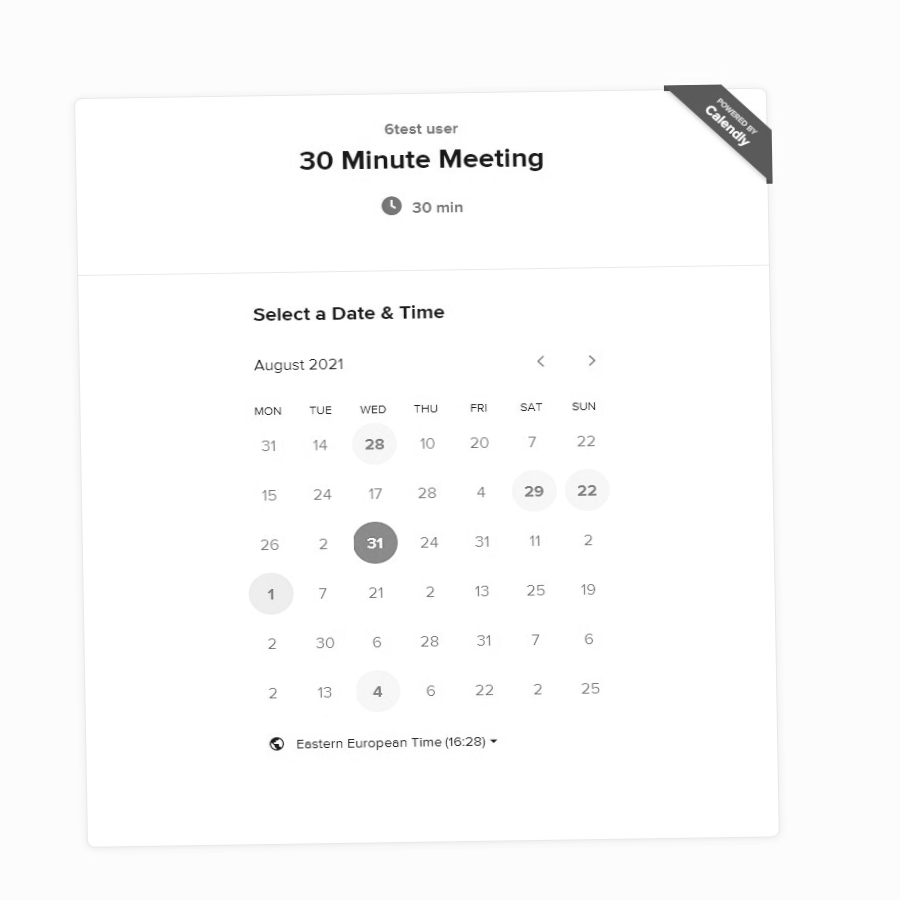 POWERED BY
Calendly
6test user
30 Minute Meeting
30 min
Select a Date & Time
August 2021
MON TUE WED THU FRI SAT SUN
31 14 28 10 20 7 22
15 24 17 28 4 29 22
26 2 31 24 31 11 2
1 7 21 2 13 25 19
2 30 6 28 31 7 6
2 13 4 6 22 2 25
Eastern European Time (16:28)